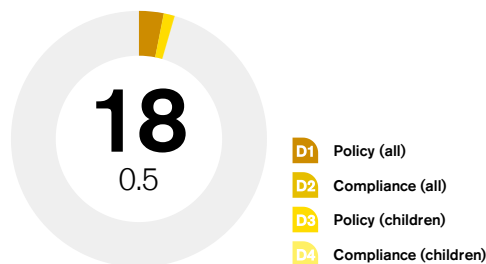 18
0.5
D1 Policy (all)
D2 Compliance (all)
D3 Policy (children)
D4 Compliance (children)